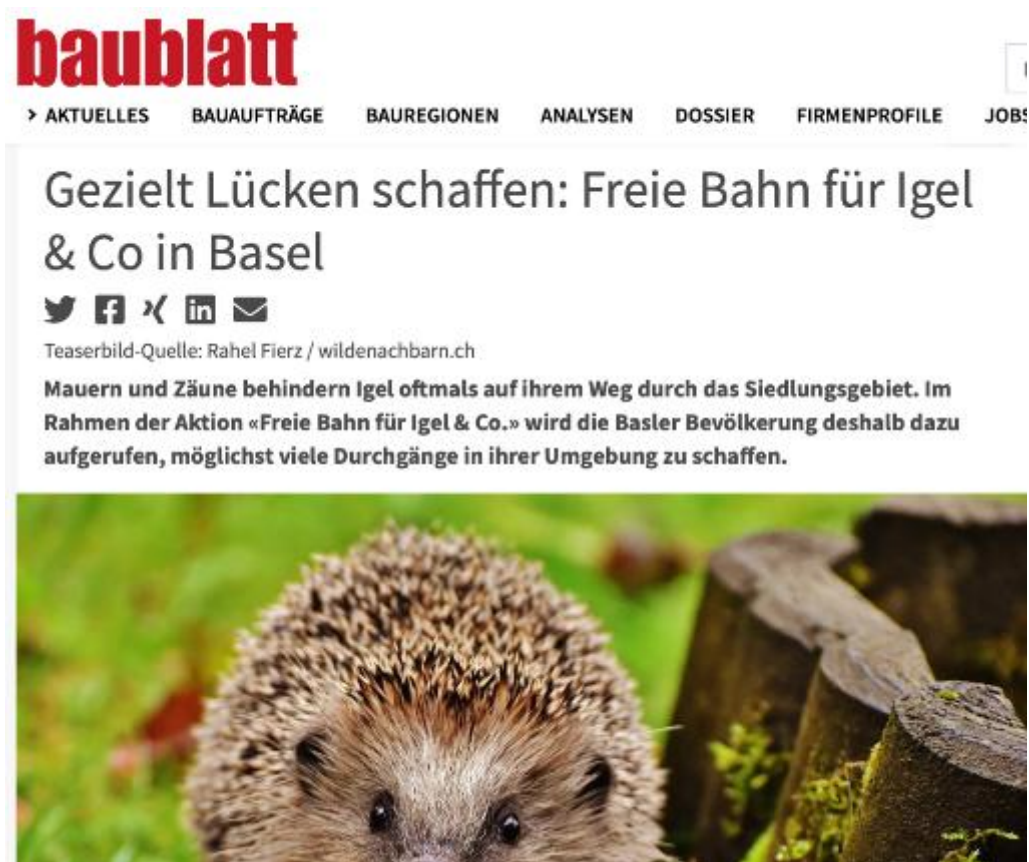 baublatt
> AKTUELLES BAUAUFTRÄGE BAUREGIONEN ANALYSEN DOSSIER FIRMENPROFILE JOBS
Gezielt Lücken schaffen: Freie Bahn für Igel
& Co in Basel
Teaserbild-Quelle: Rahel Fierz / wildenachbarn.ch
Mauern und Zäune behindern Igel oftmals auf ihrem Weg durch das Siedlungsgebiet. Im
Rahmen der Aktion «Freie Bahn für Igel & Co.» wird die Basler Bevölkerung deshalb dazu
aufgerufen, möglichst viele Durchgänge in ihrer Umgebung zu schaffen.